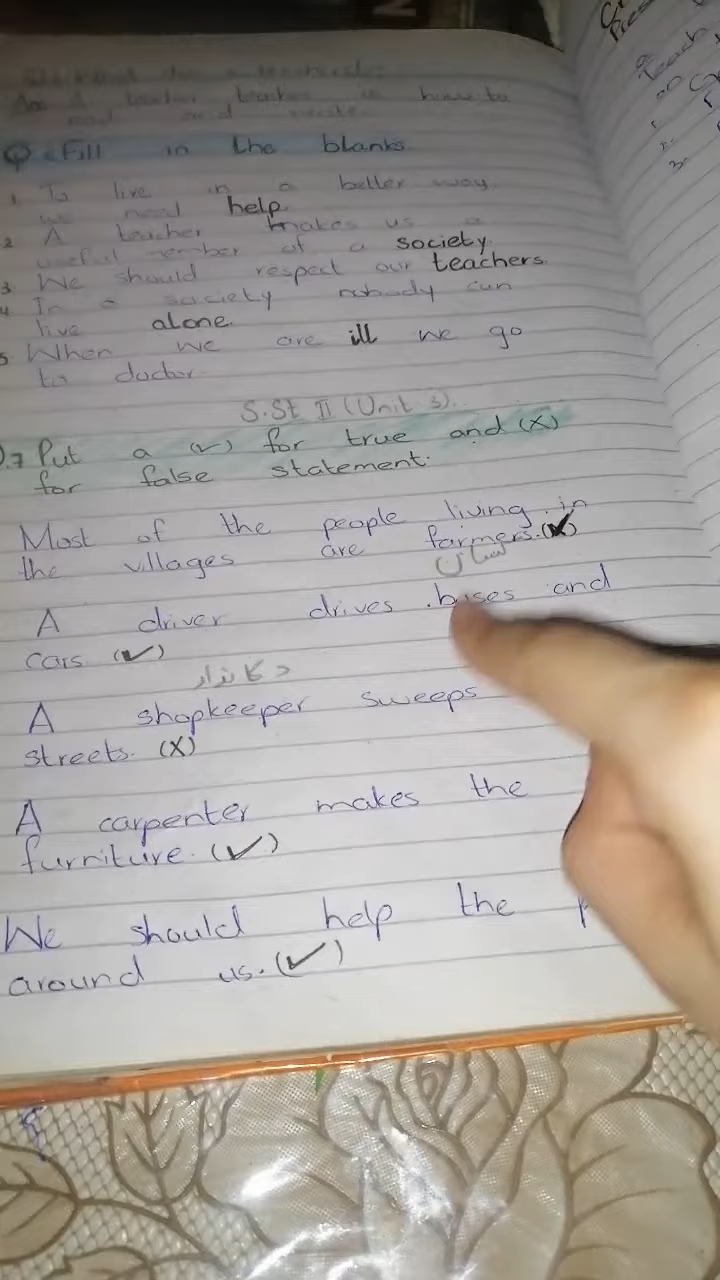 to
and
Q Fill in the blanks
1 To live in a better way
we need help.
2 A teacher makes us a
useful member of a society.
3 We should respect our teachers.
4 In a society nobody can
live alone.
5 When we are ill we go
to doctor.
S.St II (Unit 3).
Q.7 Put a (✓) for true and (X)
for false statement.
Most of the people living in
the villages are farmers. (✓)
A driver drives buses and
cars (✓)
دکاندار
A shopkeeper sweeps
streets. (X)
A carpenter makes the
furniture. (✓)
We should help the
around us. (✓)